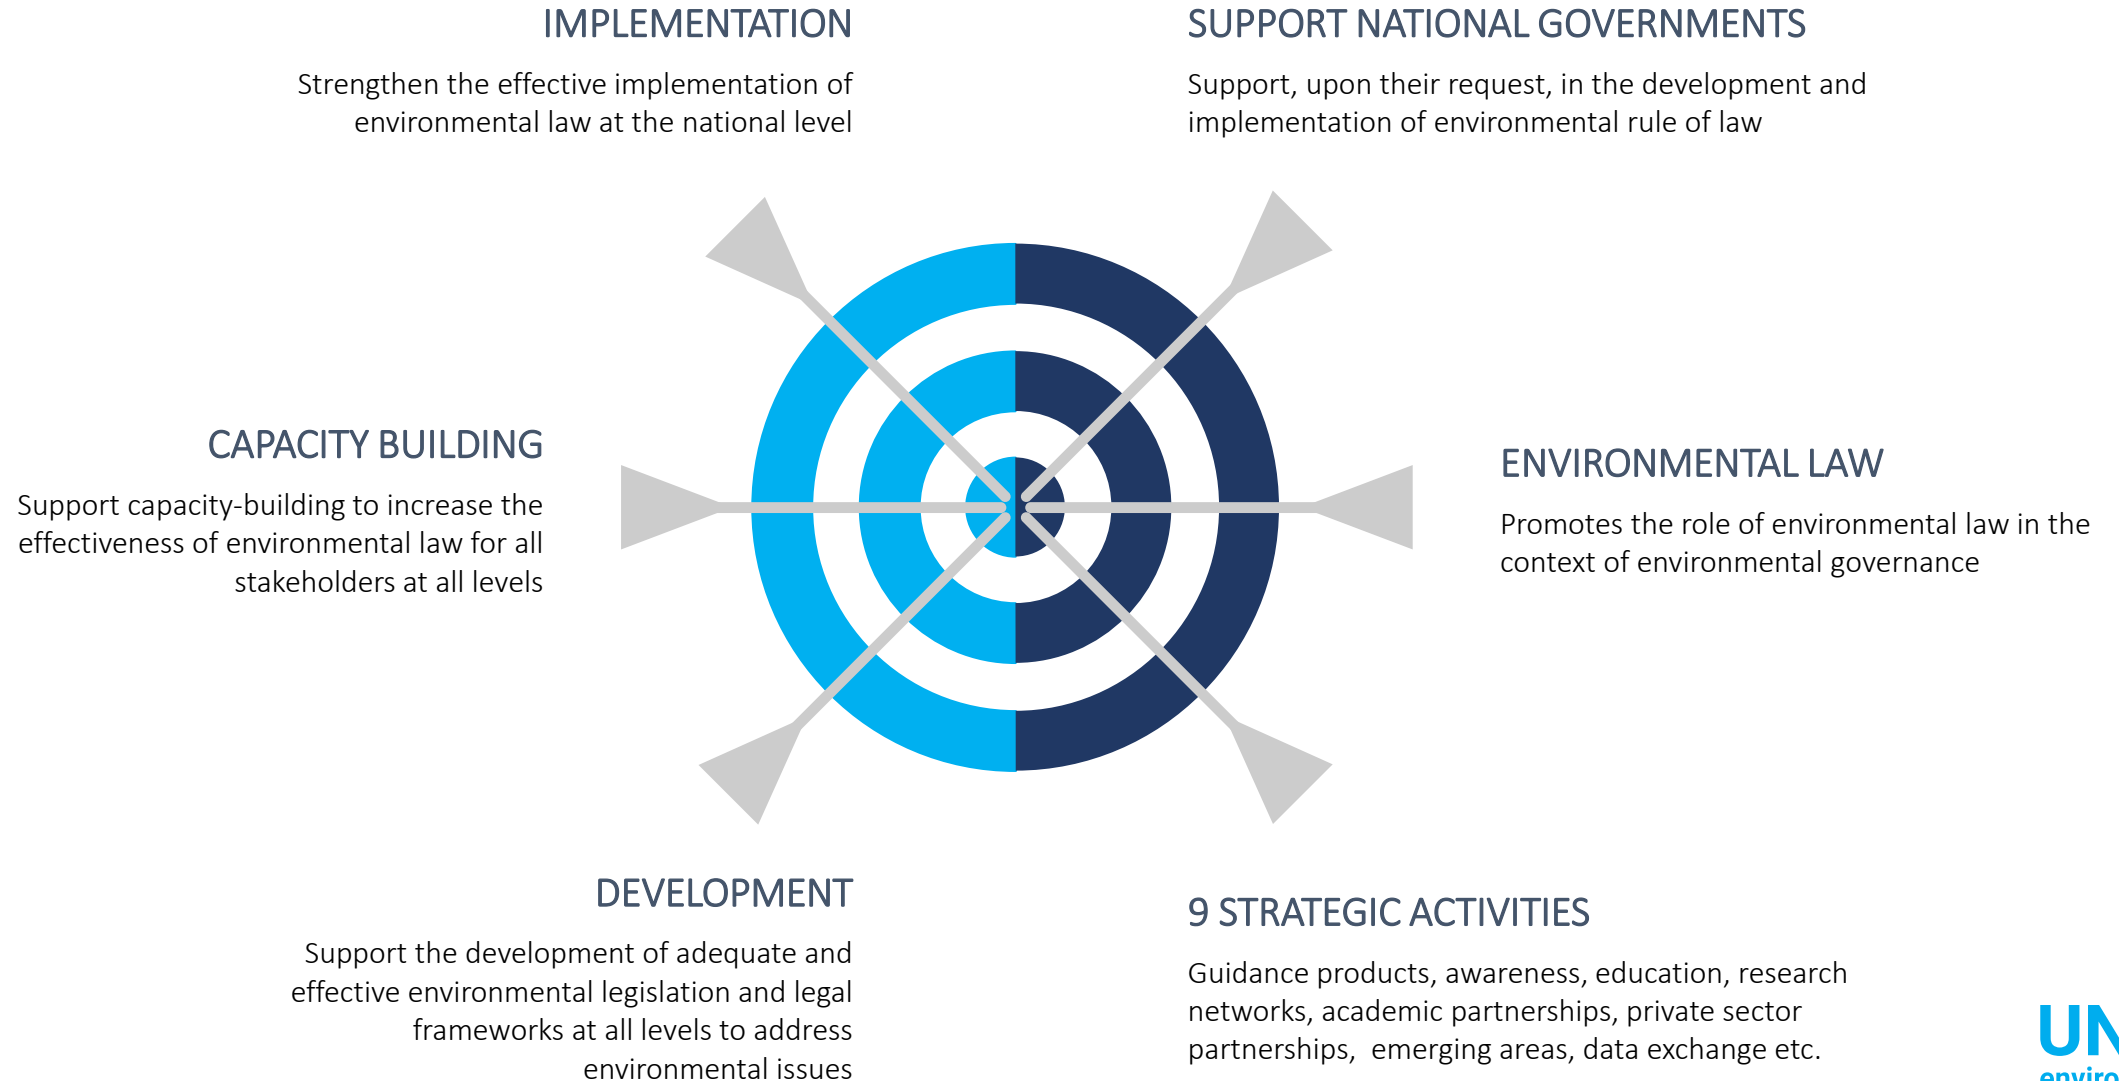 IMPLEMENTATION
Strengthen the effective implementation of
environmental law at the national level
SUPPORT NATIONAL GOVERNMENTS
Support, upon their request, in the development and
implementation of environmental rule of law
CAPACITY BUILDING
Support capacity-building to increase the
effectiveness of environmental law for all
stakeholders at all levels
ENVIRONMENTAL LAW
Promotes the role of environmental law in the
context of environmental governance
DEVELOPMENT
Support the development of adequate and
effective environmental legislation and legal
frameworks at all levels to address
environmental issues
9 STRATEGIC ACTIVITIES
Guidance products, awareness, education, research
networks, academic partnerships, private sector
partnerships,  emerging areas, data exchange etc.
UN